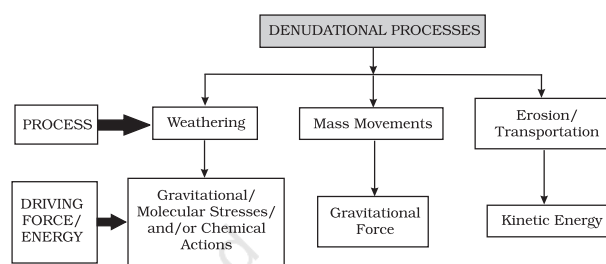 DENUDATIONAL PROCESSES
PROCESS
Weathering
Mass Movements
Erosion/
Transportation
DRIVING
FORCE/
ENERGY
Gravitational/
Molecular Stresses/
and/or Chemical
Actions
Gravitational
Force
Kinetic Energy